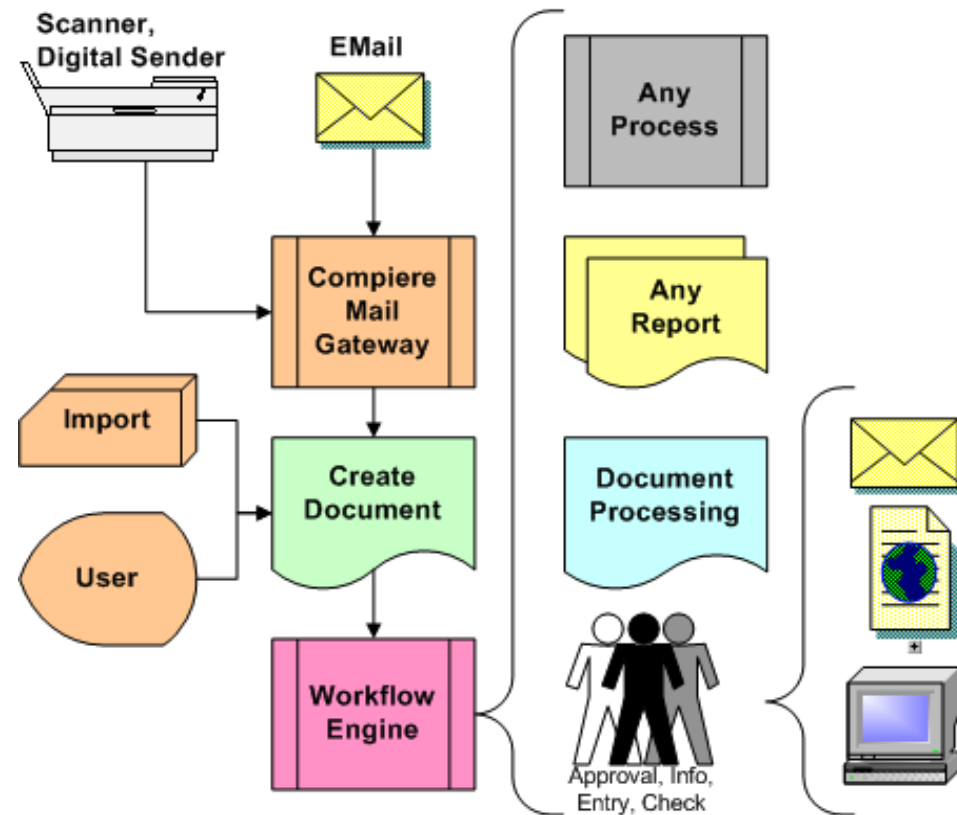 Scanner,
Digital Sender
EMail
Any
Process
Compiere
Mail
Gateway
Any
Report
Import
Create
Document
Document
Processing
User
Workflow
Engine
Approval, Info,
Entry, Check